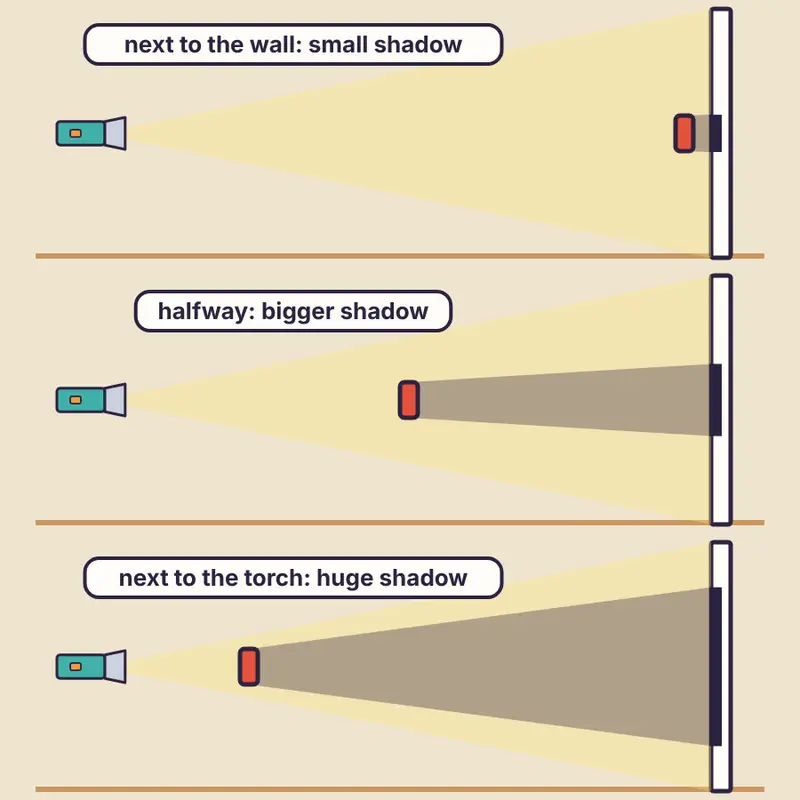 next to the wall: small shadow
halfway: bigger shadow
next to the torch: huge shadow